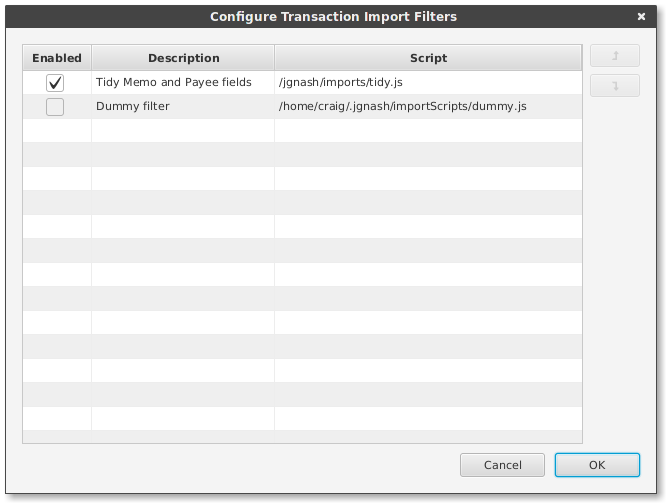 Configure Transaction Import Filters
Enabled Description Script
Tidy Memo and Payee fields /jgnash/imports/tidy.js
Dummy filter /home/craig/.jgnash/importScripts/dummy.js
Cancel OK